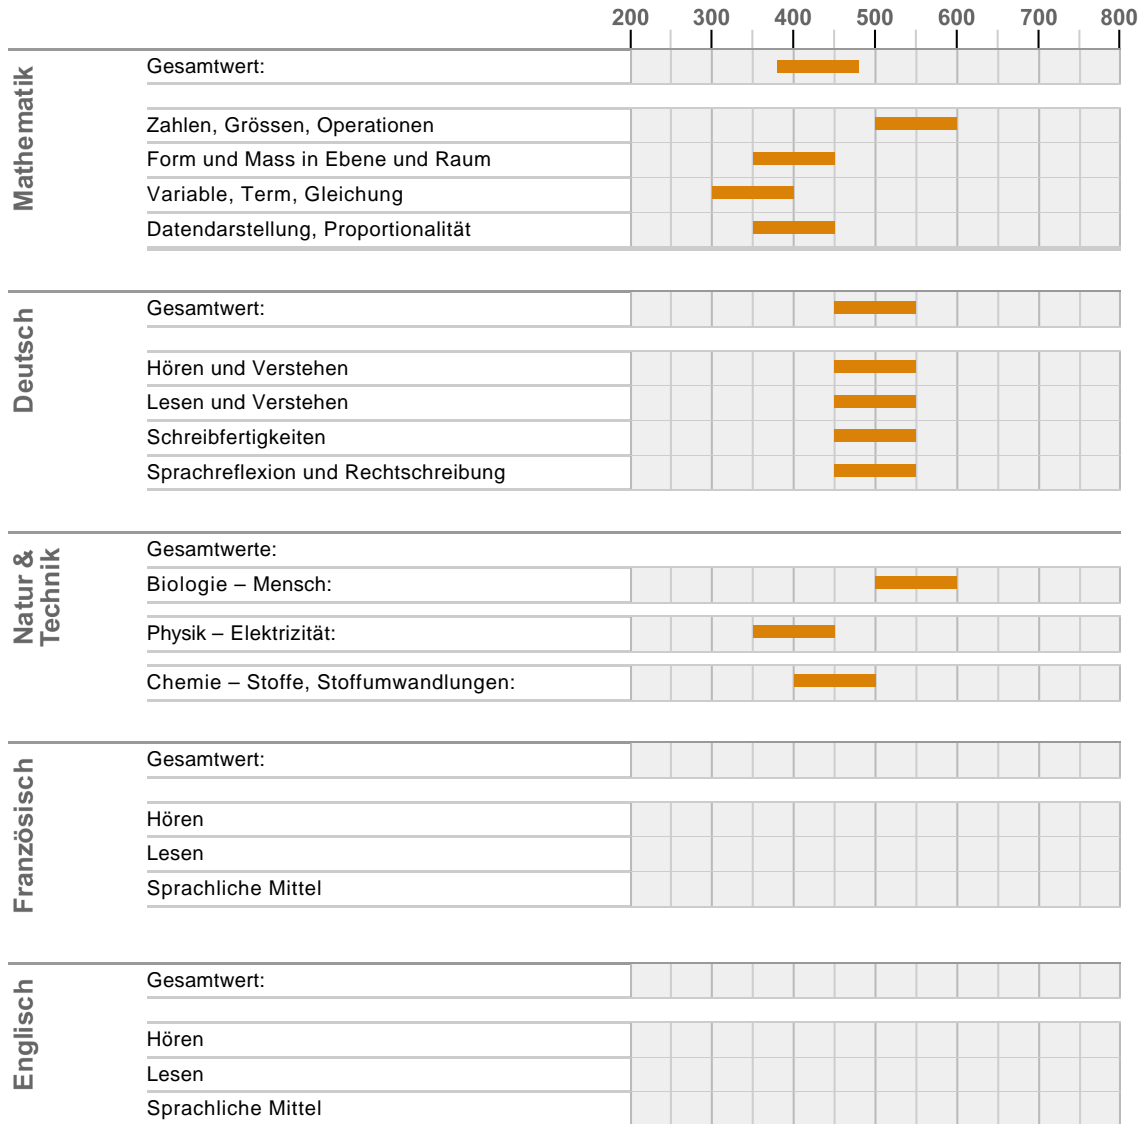 200 300 400 500 600 700 800
Mathematik
Gesamtwert:
Zahlen, Grössen, Operationen
Form und Mass in Ebene und Raum
Variable, Term, Gleichung
Datendarstellung, Proportionalität
Deutsch
Gesamtwert:
Hören und Verstehen
Lesen und Verstehen
Schreibfertigkeiten
Sprachreflexion und Rechtschreibung
Natur &
Technik
Gesamtwerte:
Biologie – Mensch:
Physik – Elektrizität:
Chemie – Stoffe, Stoffumwandlungen:
Französisch
Gesamtwert:
Hören
Lesen
Sprachliche Mittel
Englisch
Gesamtwert:
Hören
Lesen
Sprachliche Mittel